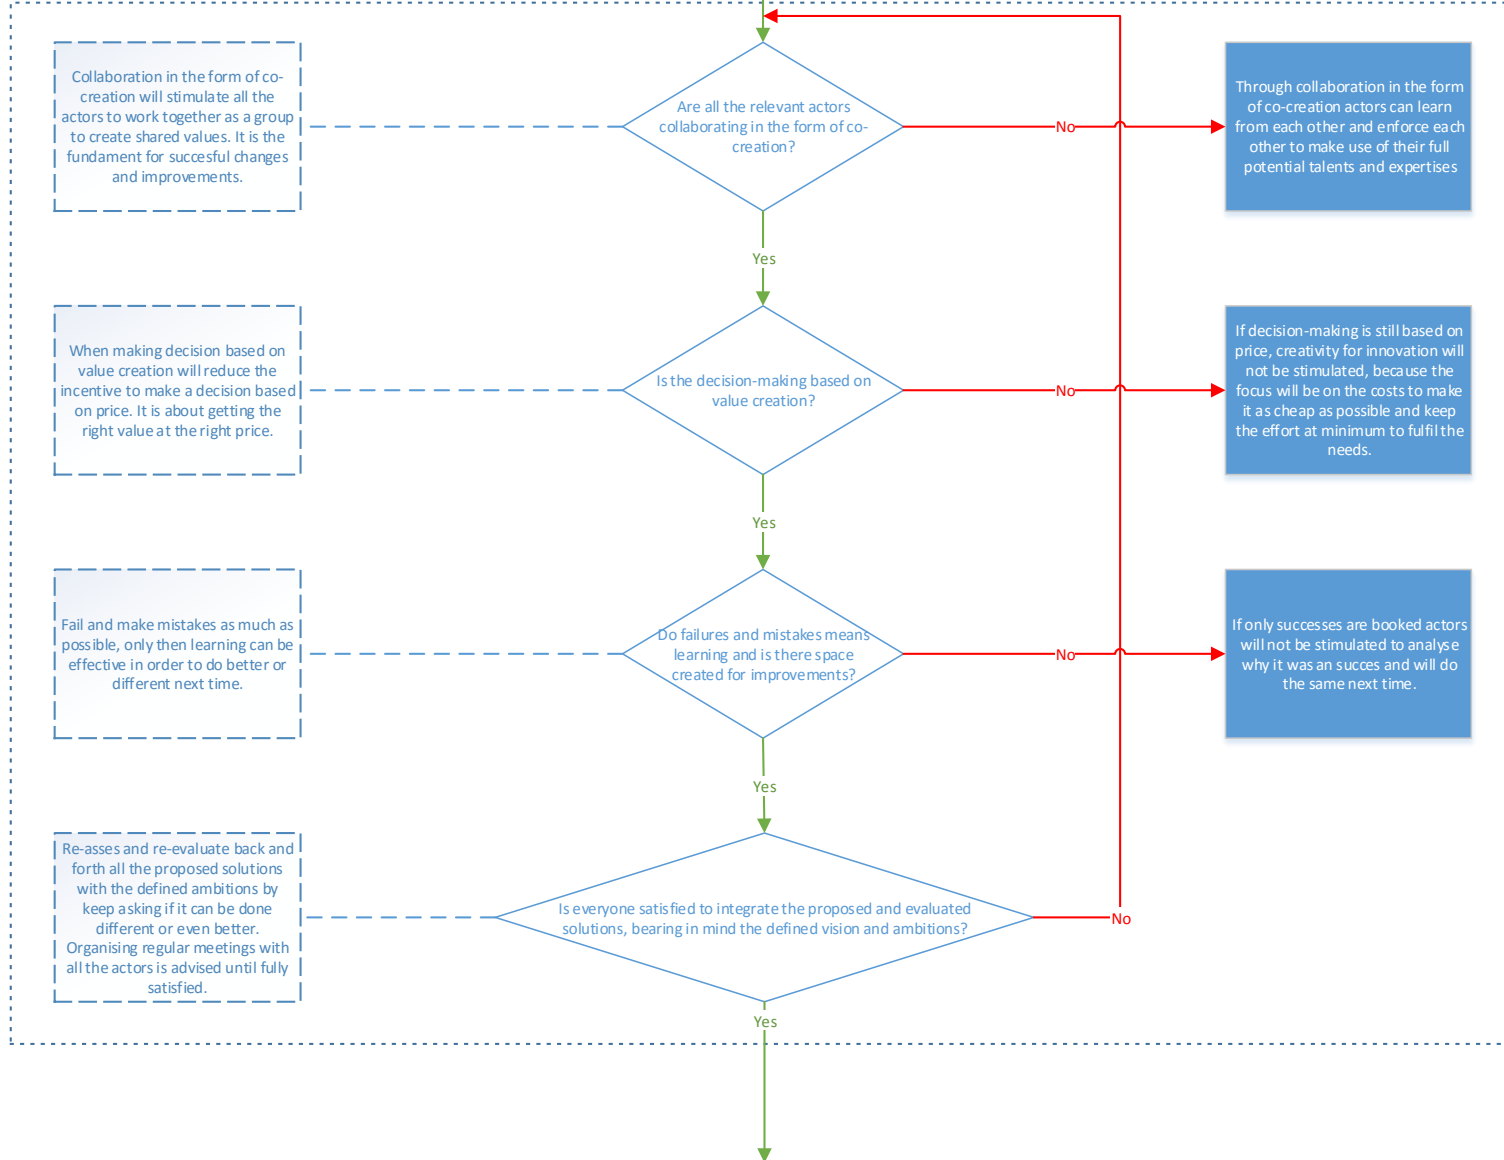 Collaboration in the form of co-
creation will stimulate all the
actors to work together as a group
to create shared values. It is the
fundament for succesful changes
and improvements.
Are all the relevant actors
collaborating in the form of co-
creation?
No
Through collaboration in the form
of co-creation actors can learn
from each other and enforce each
other to make use of their full
potential talents and expertises
Yes
When making decision based on
value creation will reduce the
incentive to make a decision based
on price. It is about getting the
right value at the right price.
Is the decision-making based on
value creation?
No
If decision-making is still based on
price, creativity for innovation will
not be stimulated, because the
focus will be on the costs to make
it as cheap as possible and keep
the effort at minimum to fulfil the
needs.
Yes
Fail and make mistakes as much as
possible, only then learning can be
effective in order to do better or
different next time.
Do failures and mistakes means
learning and is there space
created for improvements?
No
If only successes are booked actors
will not be stimulated to analyse
why it was an succes and will do
the same next time.
Yes
Re-asses and re-evaluate back and
forth all the proposed solutions
with the defined ambitions by
keep asking if it can be done
different or even better.
Organising regular meetings with
all the actors is advised until fully
satisfied.
Is everyone satisfied to integrate the proposed and evaluated
solutions, bearing in mind the defined vision and ambitions?
No
Yes